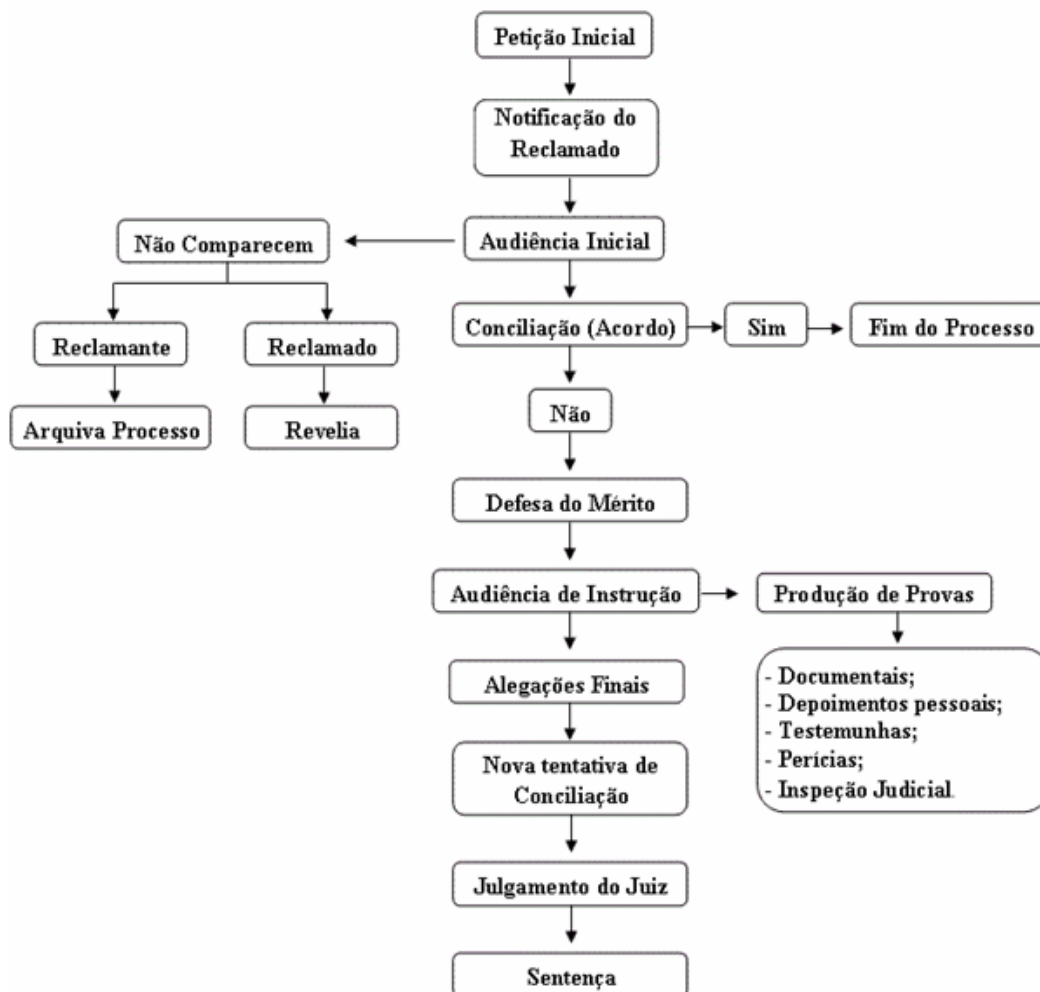 Petição Inicial
Notificação do
Reclamado
Audiência Inicial
Não Comparecem
Reclamante
Reclamado
Arquiva Processo
Revelia
Conciliação (Acordo)
Sim
Fim do Processo
Não
Defesa do Mérito
Audiência de Instrução
Produção de Provas
- Documentais;
- Depoimentos pessoais;
- Testemunhas;
- Perícias;
- Inspeção Judicial.
Alegações Finais
Nova tentativa de
Conciliação
Julgamento do Juiz
Sentença